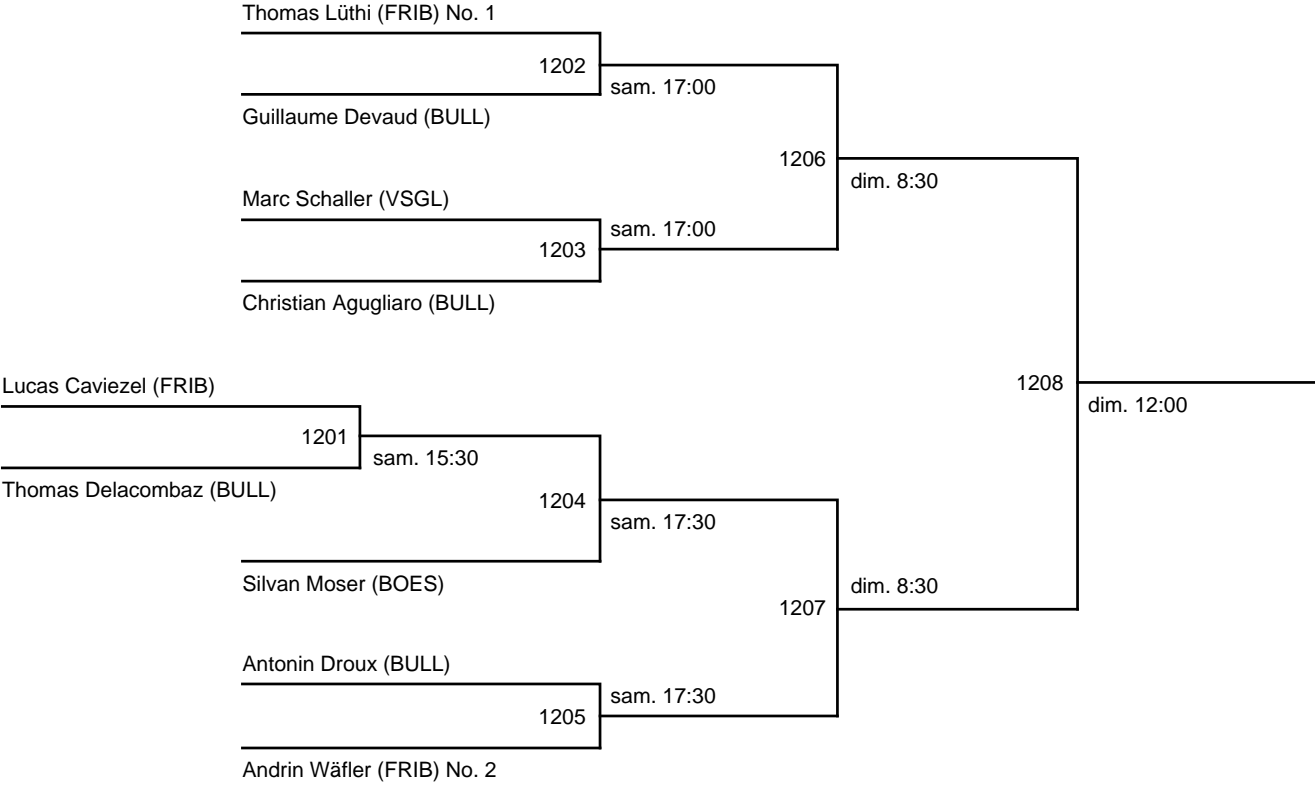 Thomas Lüthi (FRIB) No. 1
1202
sam. 17:00
Guillaume Devaud (BULL)
1206
dim. 8:30
Marc Schaller (VSGL)
sam. 17:00
1203
Christian Agugliaro (BULL)
1208
dim. 12:00
Lucas Caviezel (FRIB)
1201
sam. 15:30
Thomas Delacombaz (BULL)
1204
sam. 17:30
Silvan Moser (BOES)
dim. 8:30
1207
Antonin Droux (BULL)
sam. 17:30
1205
Andrin Wäfler (FRIB) No. 2